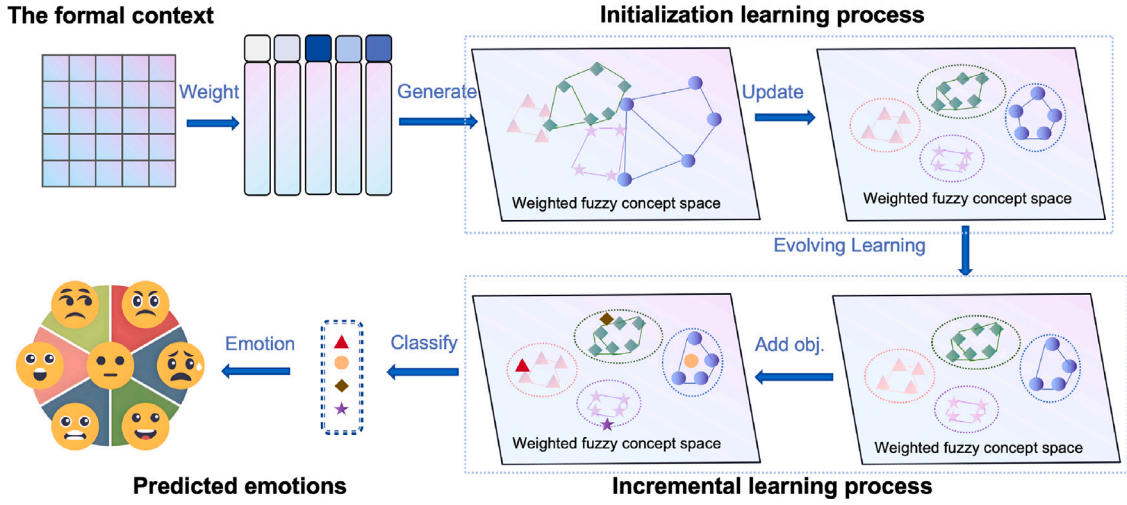 The formal context
Initialization learning process
Weight
Generate
Update
Weighted fuzzy concept space
Weighted fuzzy concept space
Evolving Learning
Emotion
Classify
Add obj.
Weighted fuzzy concept space
Weighted fuzzy concept space
Predicted emotions
Incremental learning process